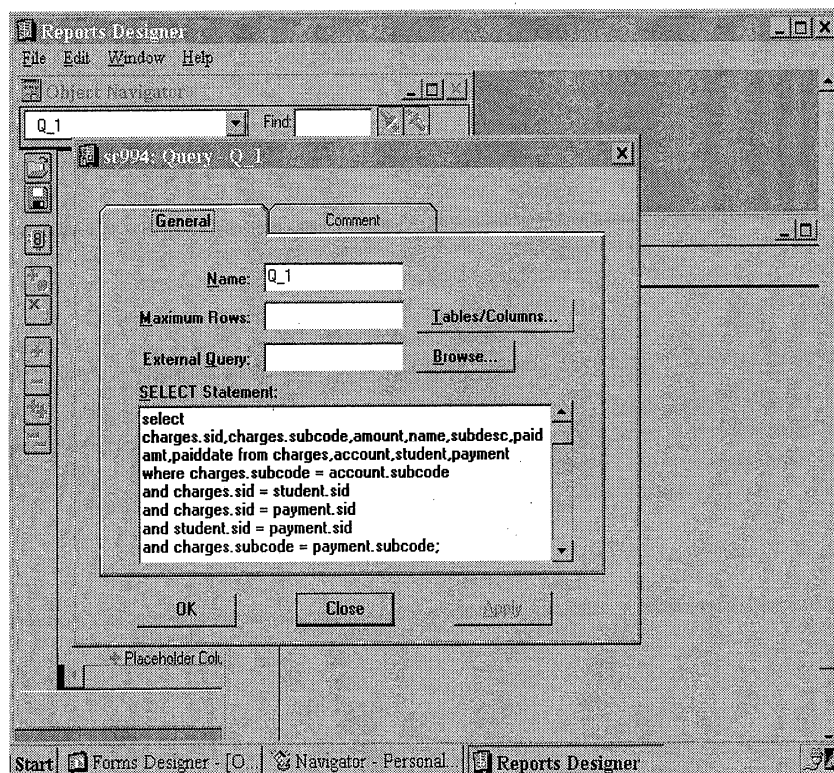 Reports Designer
File Edit Window Help
Object Navigator
Q_1
Find:
sr994: Query - Q_1
General
Comment
Name: Q_1
Maximum Rows:
Tables/Columns...
External Query:
Browse...
SELECT Statement:
select
charges.sid,charges.subcode,amount,name,subdesc,paid
amt,paiddate from charges,account,student,payment
where charges.subcode = account.subcode
and charges.sid = student.sid
and charges.sid = payment.sid
and student.sid = payment.sid
and charges.subcode = payment.subcode;
OK
Close
Apply
Placeholder Colu
Start
Forms Designer - [O...
Navigator - Personal...
Reports Designer